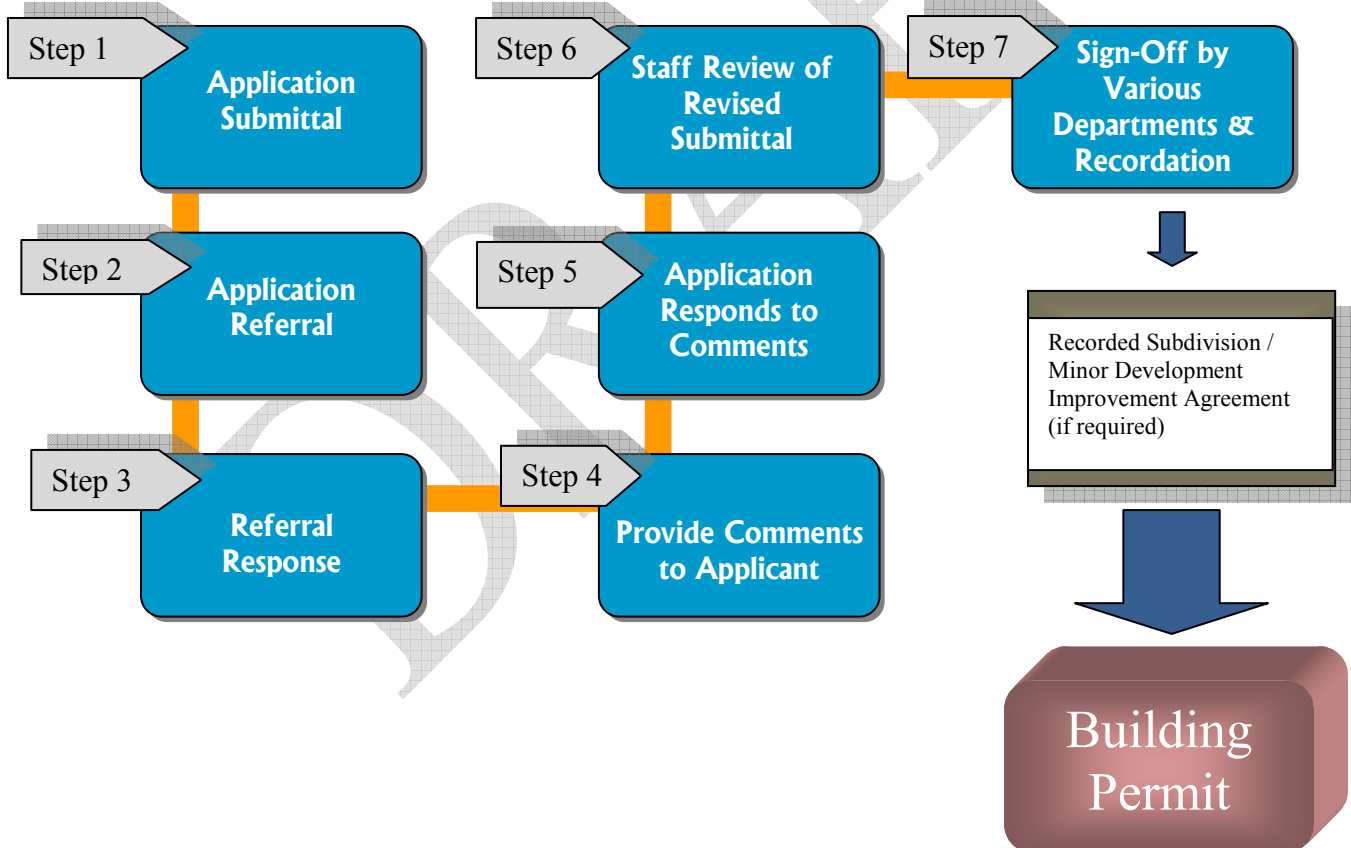 Step 1
Application
Submittal
Step 2
Application
Referral
Step 3
Referral
Response
Step 4
Provide Comments
to Applicant
Step 5
Application
Responds to
Comments
Step 6
Staff Review of
Revised
Submittal
Step 7
Sign-Off by
Various
Departments &
Recordation
Recorded Subdivision /
Minor Development
Improvement Agreement
(if required)
Building
Permit
DRAFT